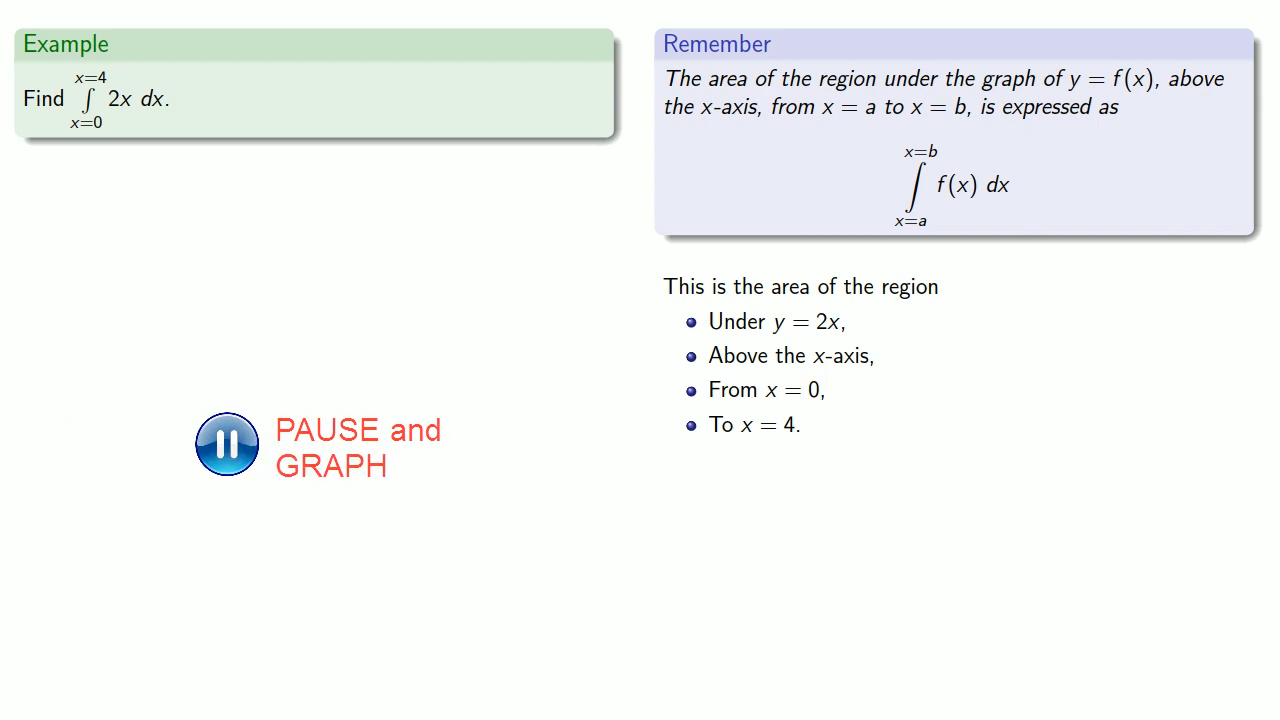 Example
Find ∫ₓ₌₀ˣ⁼⁴ 2x dx.
Remember
The area of the region under the graph of y = f(x), above
the x-axis, from x = a to x = b, is expressed as
x=b
∫ f(x) dx
x=a
This is the area of the region
Under y = 2x,
Above the x-axis,
From x = 0,
To x = 4.
PAUSE and
GRAPH